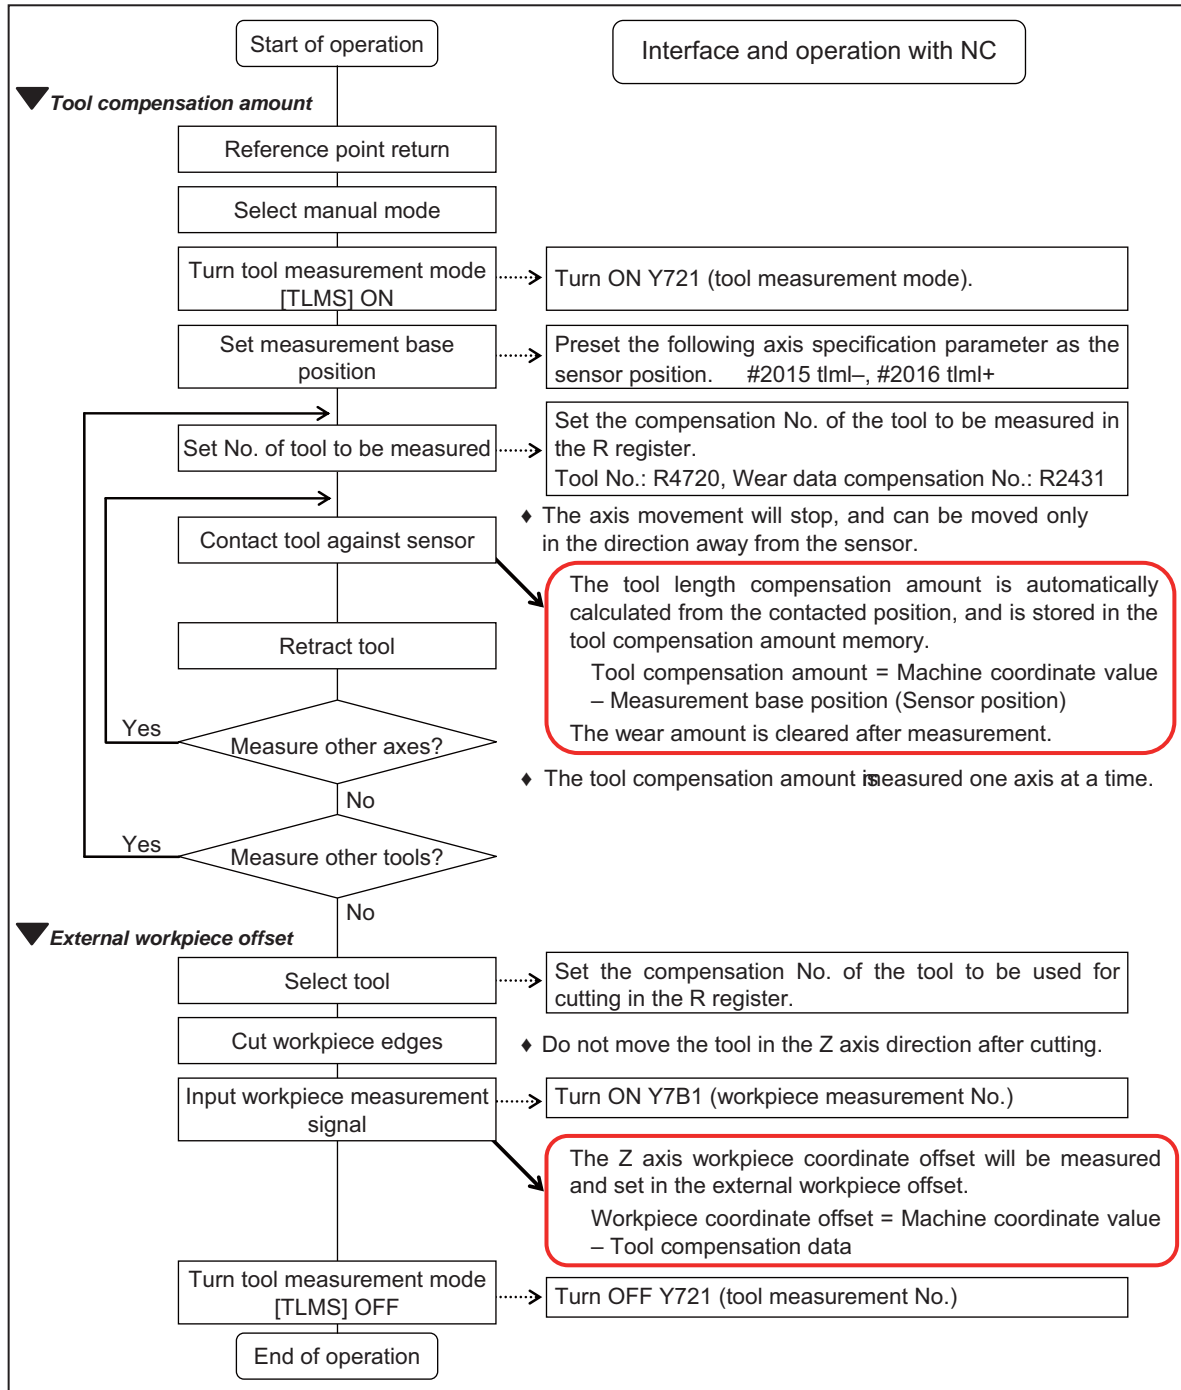 Start of operation
Interface and operation with NC
Tool compensation amount
Reference point return
Select manual mode
Turn tool measurement mode
[TLMS] ON
Turn ON Y721 (tool measurement mode).
Set measurement base
position
Preset the following axis specification parameter as the
sensor position. #2015 tlml–, #2016 tlml+
Set No. of tool to be measured
Set the compensation No. of the tool to be measured in
the R register.
Tool No.: R4720, Wear data compensation No.: R2431
♦ The axis movement will stop, and can be moved only
in the direction away from the sensor.
Contact tool against sensor
The tool length compensation amount is automatically
calculated from the contacted position, and is stored in the
tool compensation amount memory.
Tool compensation amount = Machine coordinate value
– Measurement base position (Sensor position)
The wear amount is cleared after measurement.
Retract tool
Yes
Measure other axes?
♦ The tool compensation amount is measured one axis at a time.
No
Yes
Measure other tools?
No
External workpiece offset
Select tool
Set the compensation No. of the tool to be used for
cutting in the R register.
Cut workpiece edges
♦ Do not move the tool in the Z axis direction after cutting.
Input workpiece measurement
signal
Turn ON Y7B1 (workpiece measurement No.)
The Z axis workpiece coordinate offset will be measured
and set in the external workpiece offset.
Workpiece coordinate offset = Machine coordinate value
– Tool compensation data
Turn tool measurement mode
[TLMS] OFF
Turn OFF Y721 (tool measurement No.)
End of operation